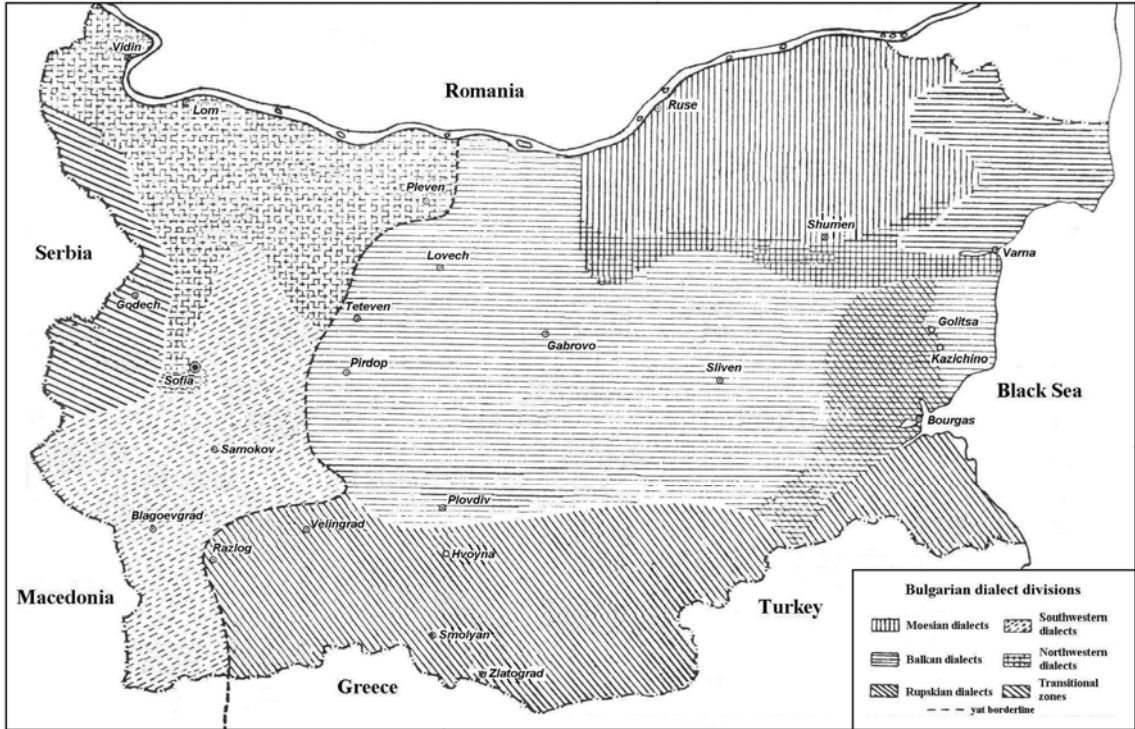 Vidin
Romania
Lom
Ruse
Pleven
Shumen
Serbia
Lovech
Varna
Godech
Teteven
Golitsa
Gabrovo
Kazichino
Pirdop
Sliven
Sofia
Black Sea
Bourgas
Samokov
Plovdiv
Blagoevgrad
Velingrad
Razlog
Hvoyna
Macedonia
Turkey
Smolyan
Zlatograd
Greece
Bulgarian dialect divisions
Moesian dialects
Southwestern
dialects
Balkan dialects
Northwestern
dialects
Rupskian dialects
Transitional
zones
yat borderline